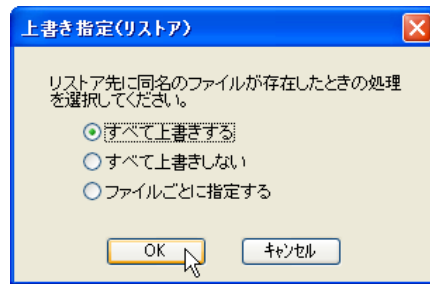 上書き指定(リストア)
リストア先に同名のファイルが存在したときの処理
を選択してください。
すべて上書きする
すべて上書きしない
ファイルごとに指定する
OK キャンセル